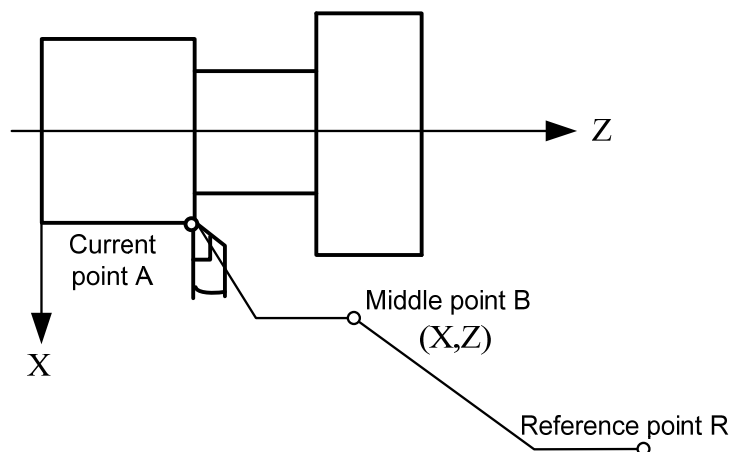 Z
Current
point A
Middle point B
(X,Z)
X
Reference point R